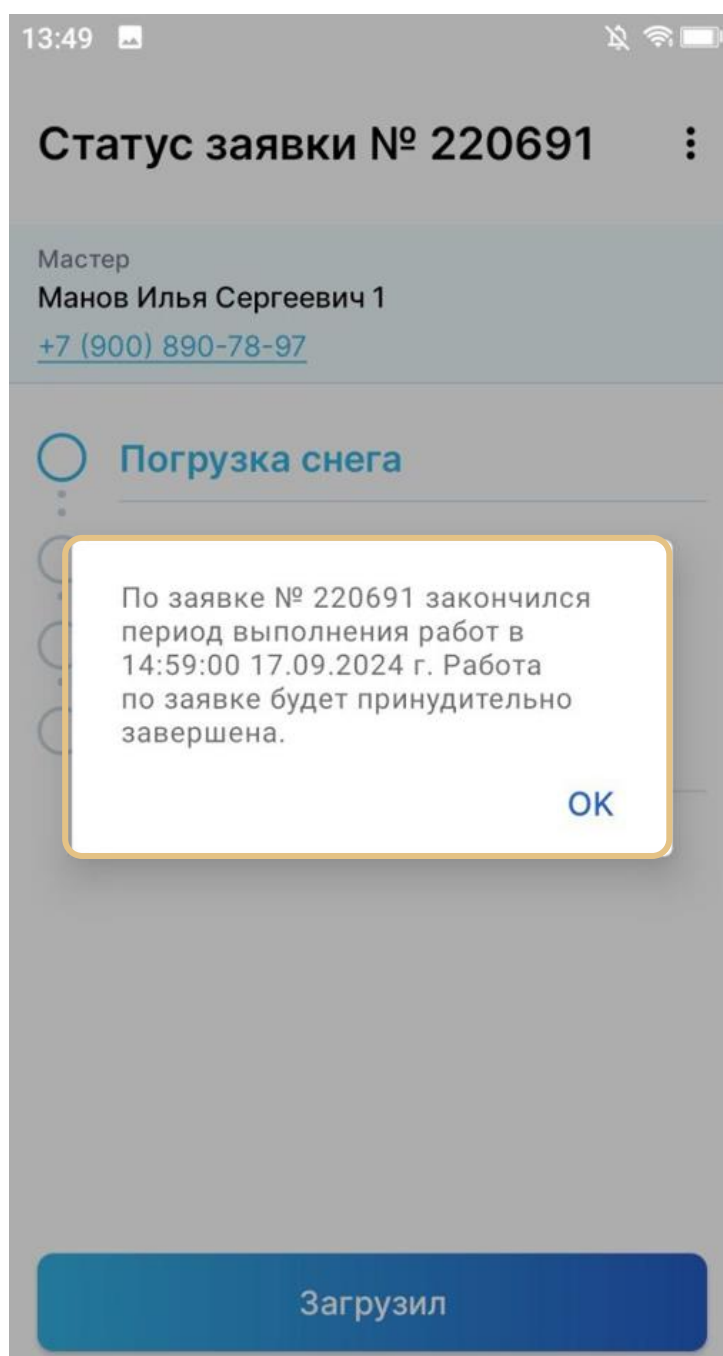 13:49
Статус заявки № 220691
Мастер
Манов Илья Сергеевич 1
+7 (900) 890-78-97
Погрузка снега
По заявке № 220691 закончился
период выполнения работ в
14:59:00 17.09.2024 г. Работа
по заявке будет принудительно
завершена.
OK
Загрузил